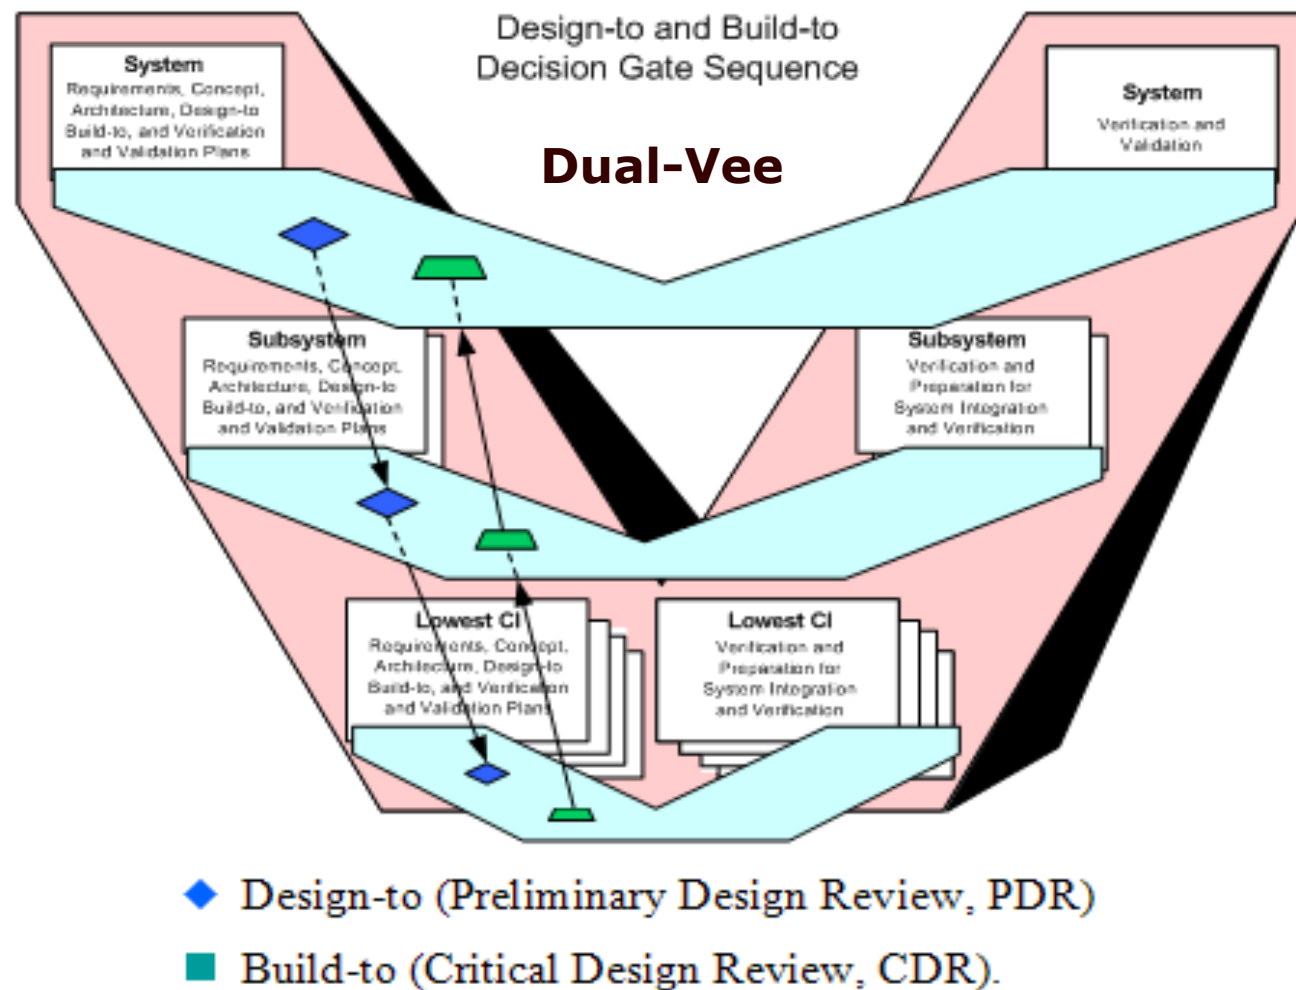 Design-to and Build-to
Decision Gate Sequence
Dual-Vee
System
Requirements, Concept,
Architecture, Design-to
Build-to, and Verification
and Validation Plans
System
Verification and
Validation
Subsystem
Requirements, Concept,
Architecture, Design-to
Build-to, and Verification
and Validation Plans
Subsystem
Verification and
Preparation for
System Integration
and Verification
Lowest CI
Requirements, Concept,
Architecture, Design-to
Build-to, and Verification
and Validation Plans
Lowest CI
Verification and
Preparation for
System Integration
and Verification
Design-to (Preliminary Design Review, PDR)
Build-to (Critical Design Review, CDR).